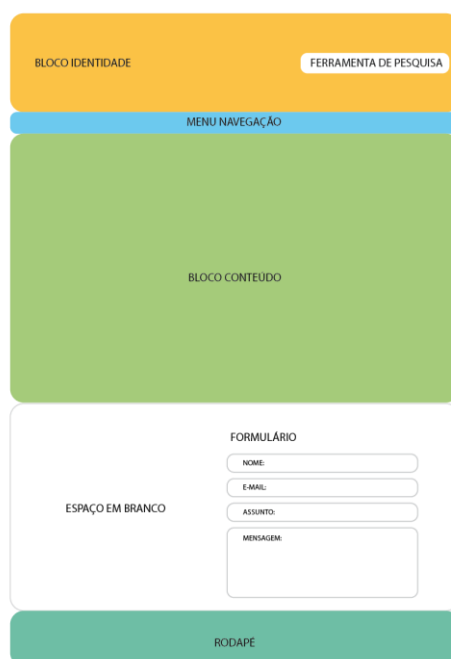 BLOCO IDENTIDADE
FERRAMENTA DE PESQUISA
MENU NAVEGAÇÃO
BLOCO CONTEÚDO
FORMULÁRIO
NOME:
E-MAIL:
ESPAÇO EM BRANCO
ASSUNTO:
MENSAGEM:
RODAPÉ